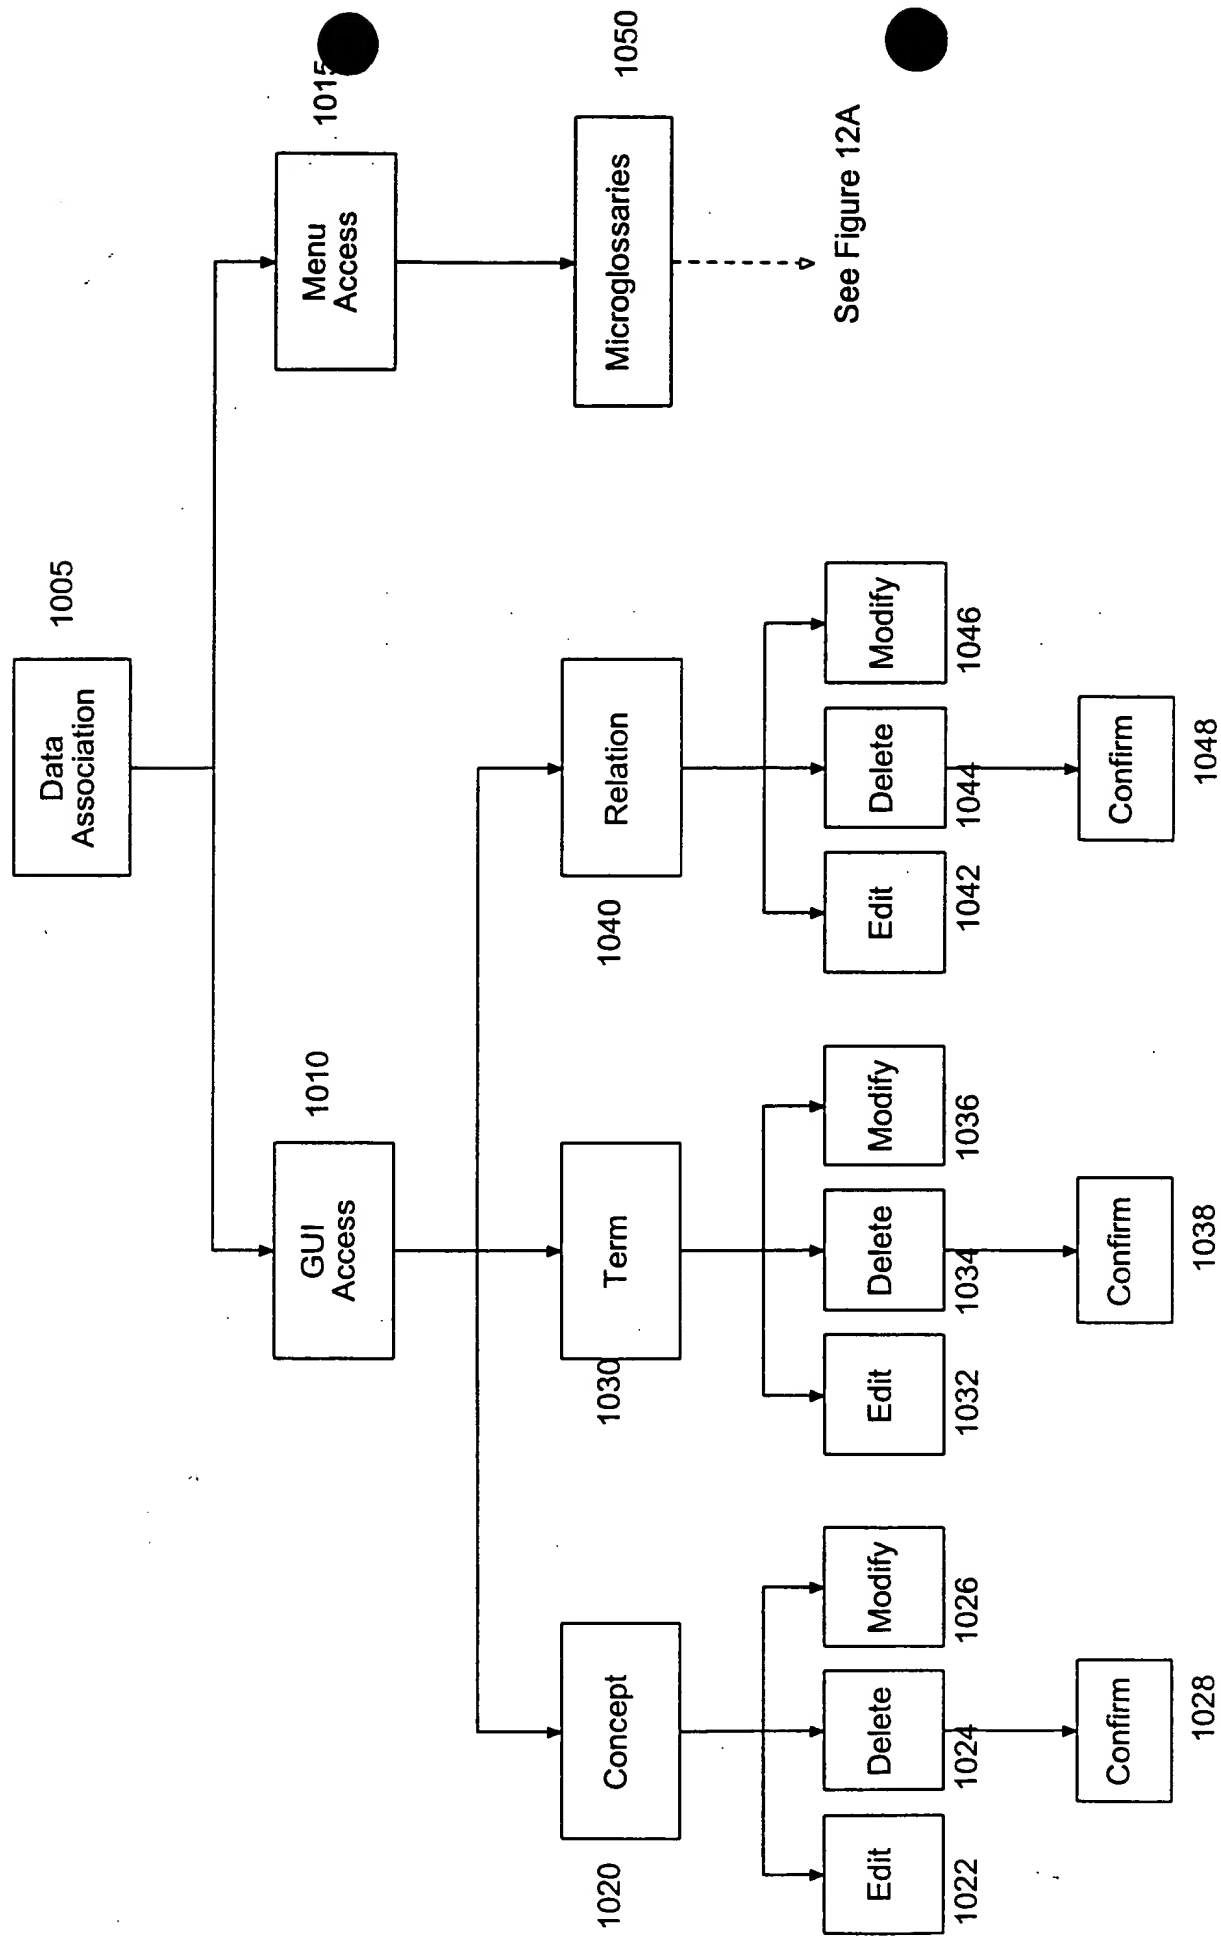 Data
Association
1005
GUI
Access
1010
Menu
Access
1015
Concept
1020
Term
1030
Relation
1040
Microglossaries
1050
Edit
1022
Delete
1024
Modify
1026
Edit
1032
Delete
1034
Modify
1036
Edit
1042
Delete
1044
Modify
1046
See Figure 12A
Confirm
1028
Confirm
1038
Confirm
1048